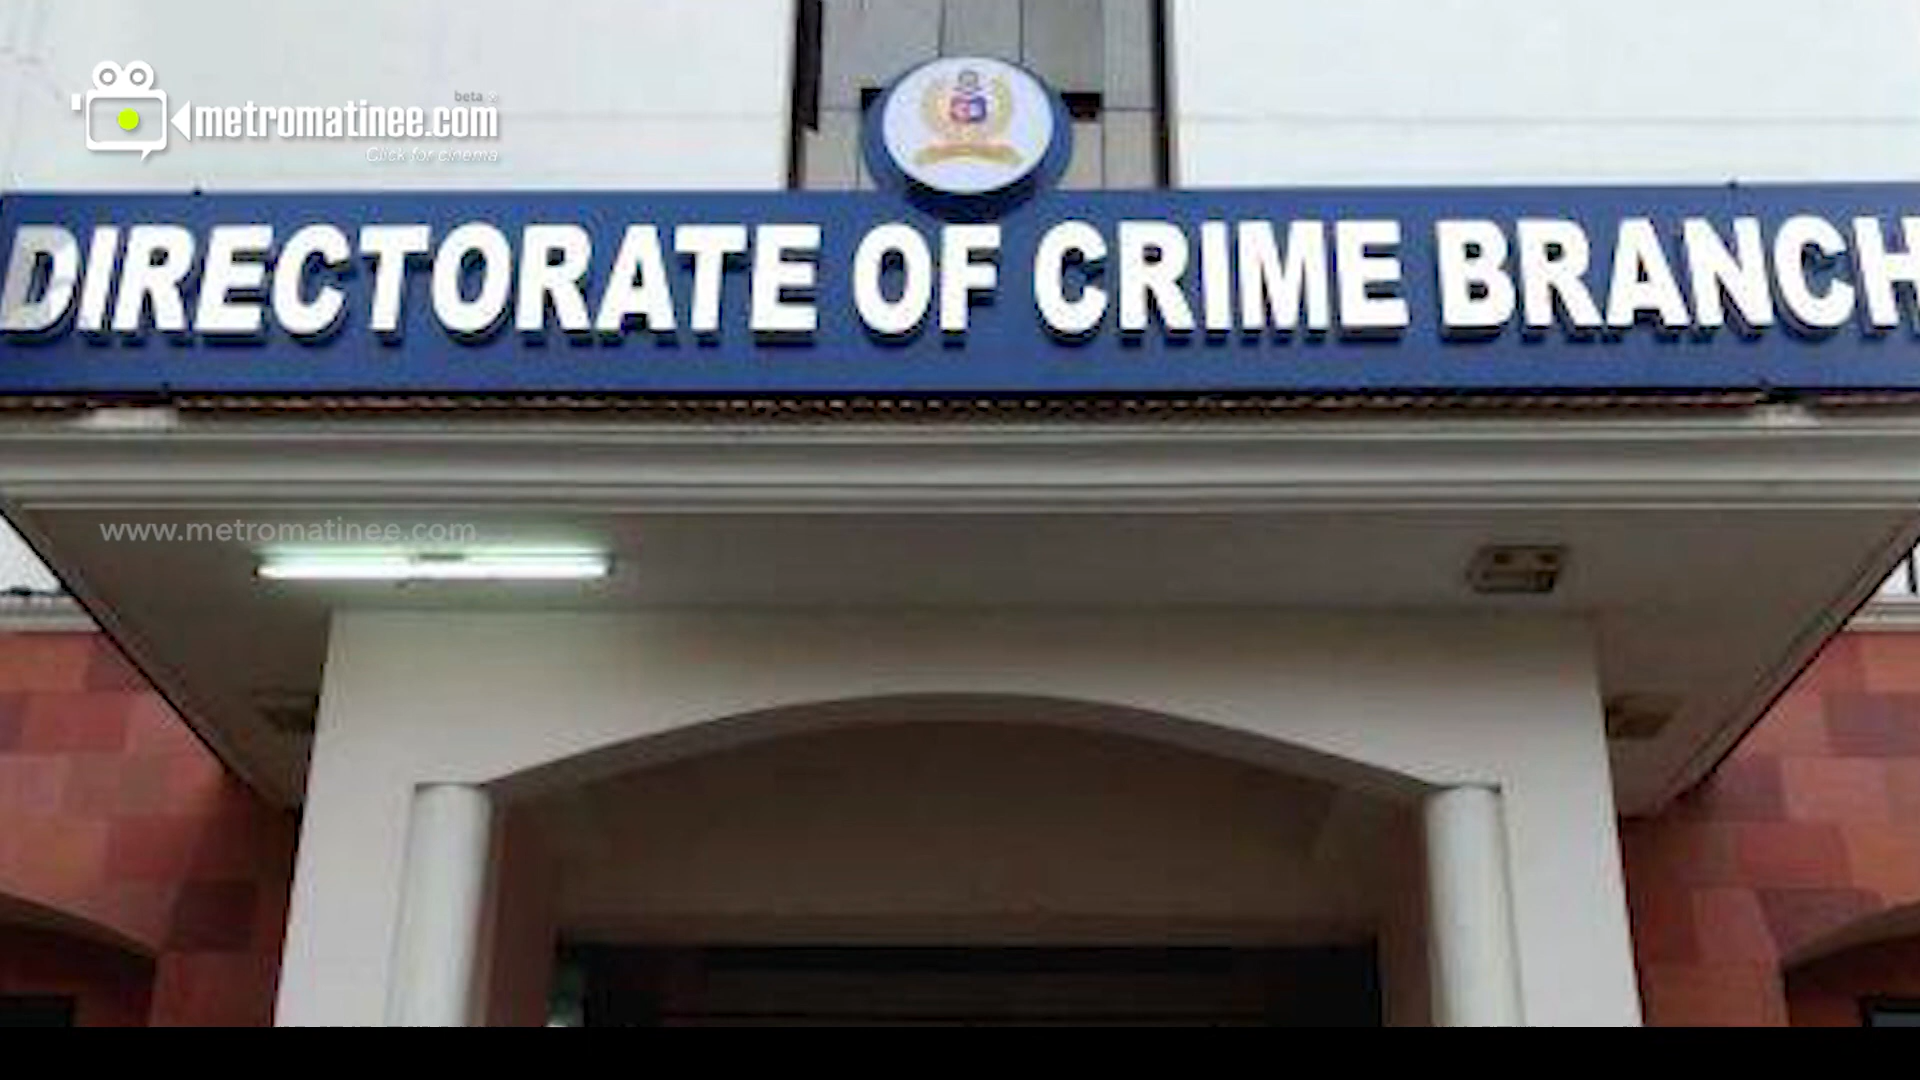 beta
metromatinee.com
Click for cinema
DIRECTORATE OF CRIME BRANCH
www.metromatinee.com